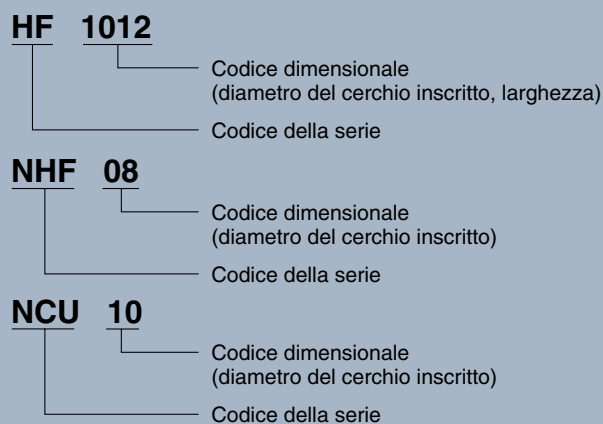 HF 1012
Codice dimensionale
(diametro del cerchio inscritto, larghezza)
Codice della serie
NHF 08
Codice dimensionale
(diametro del cerchio inscritto)
Codice della serie
NCU 10
Codice dimensionale
(diametro del cerchio inscritto)
Codice della serie